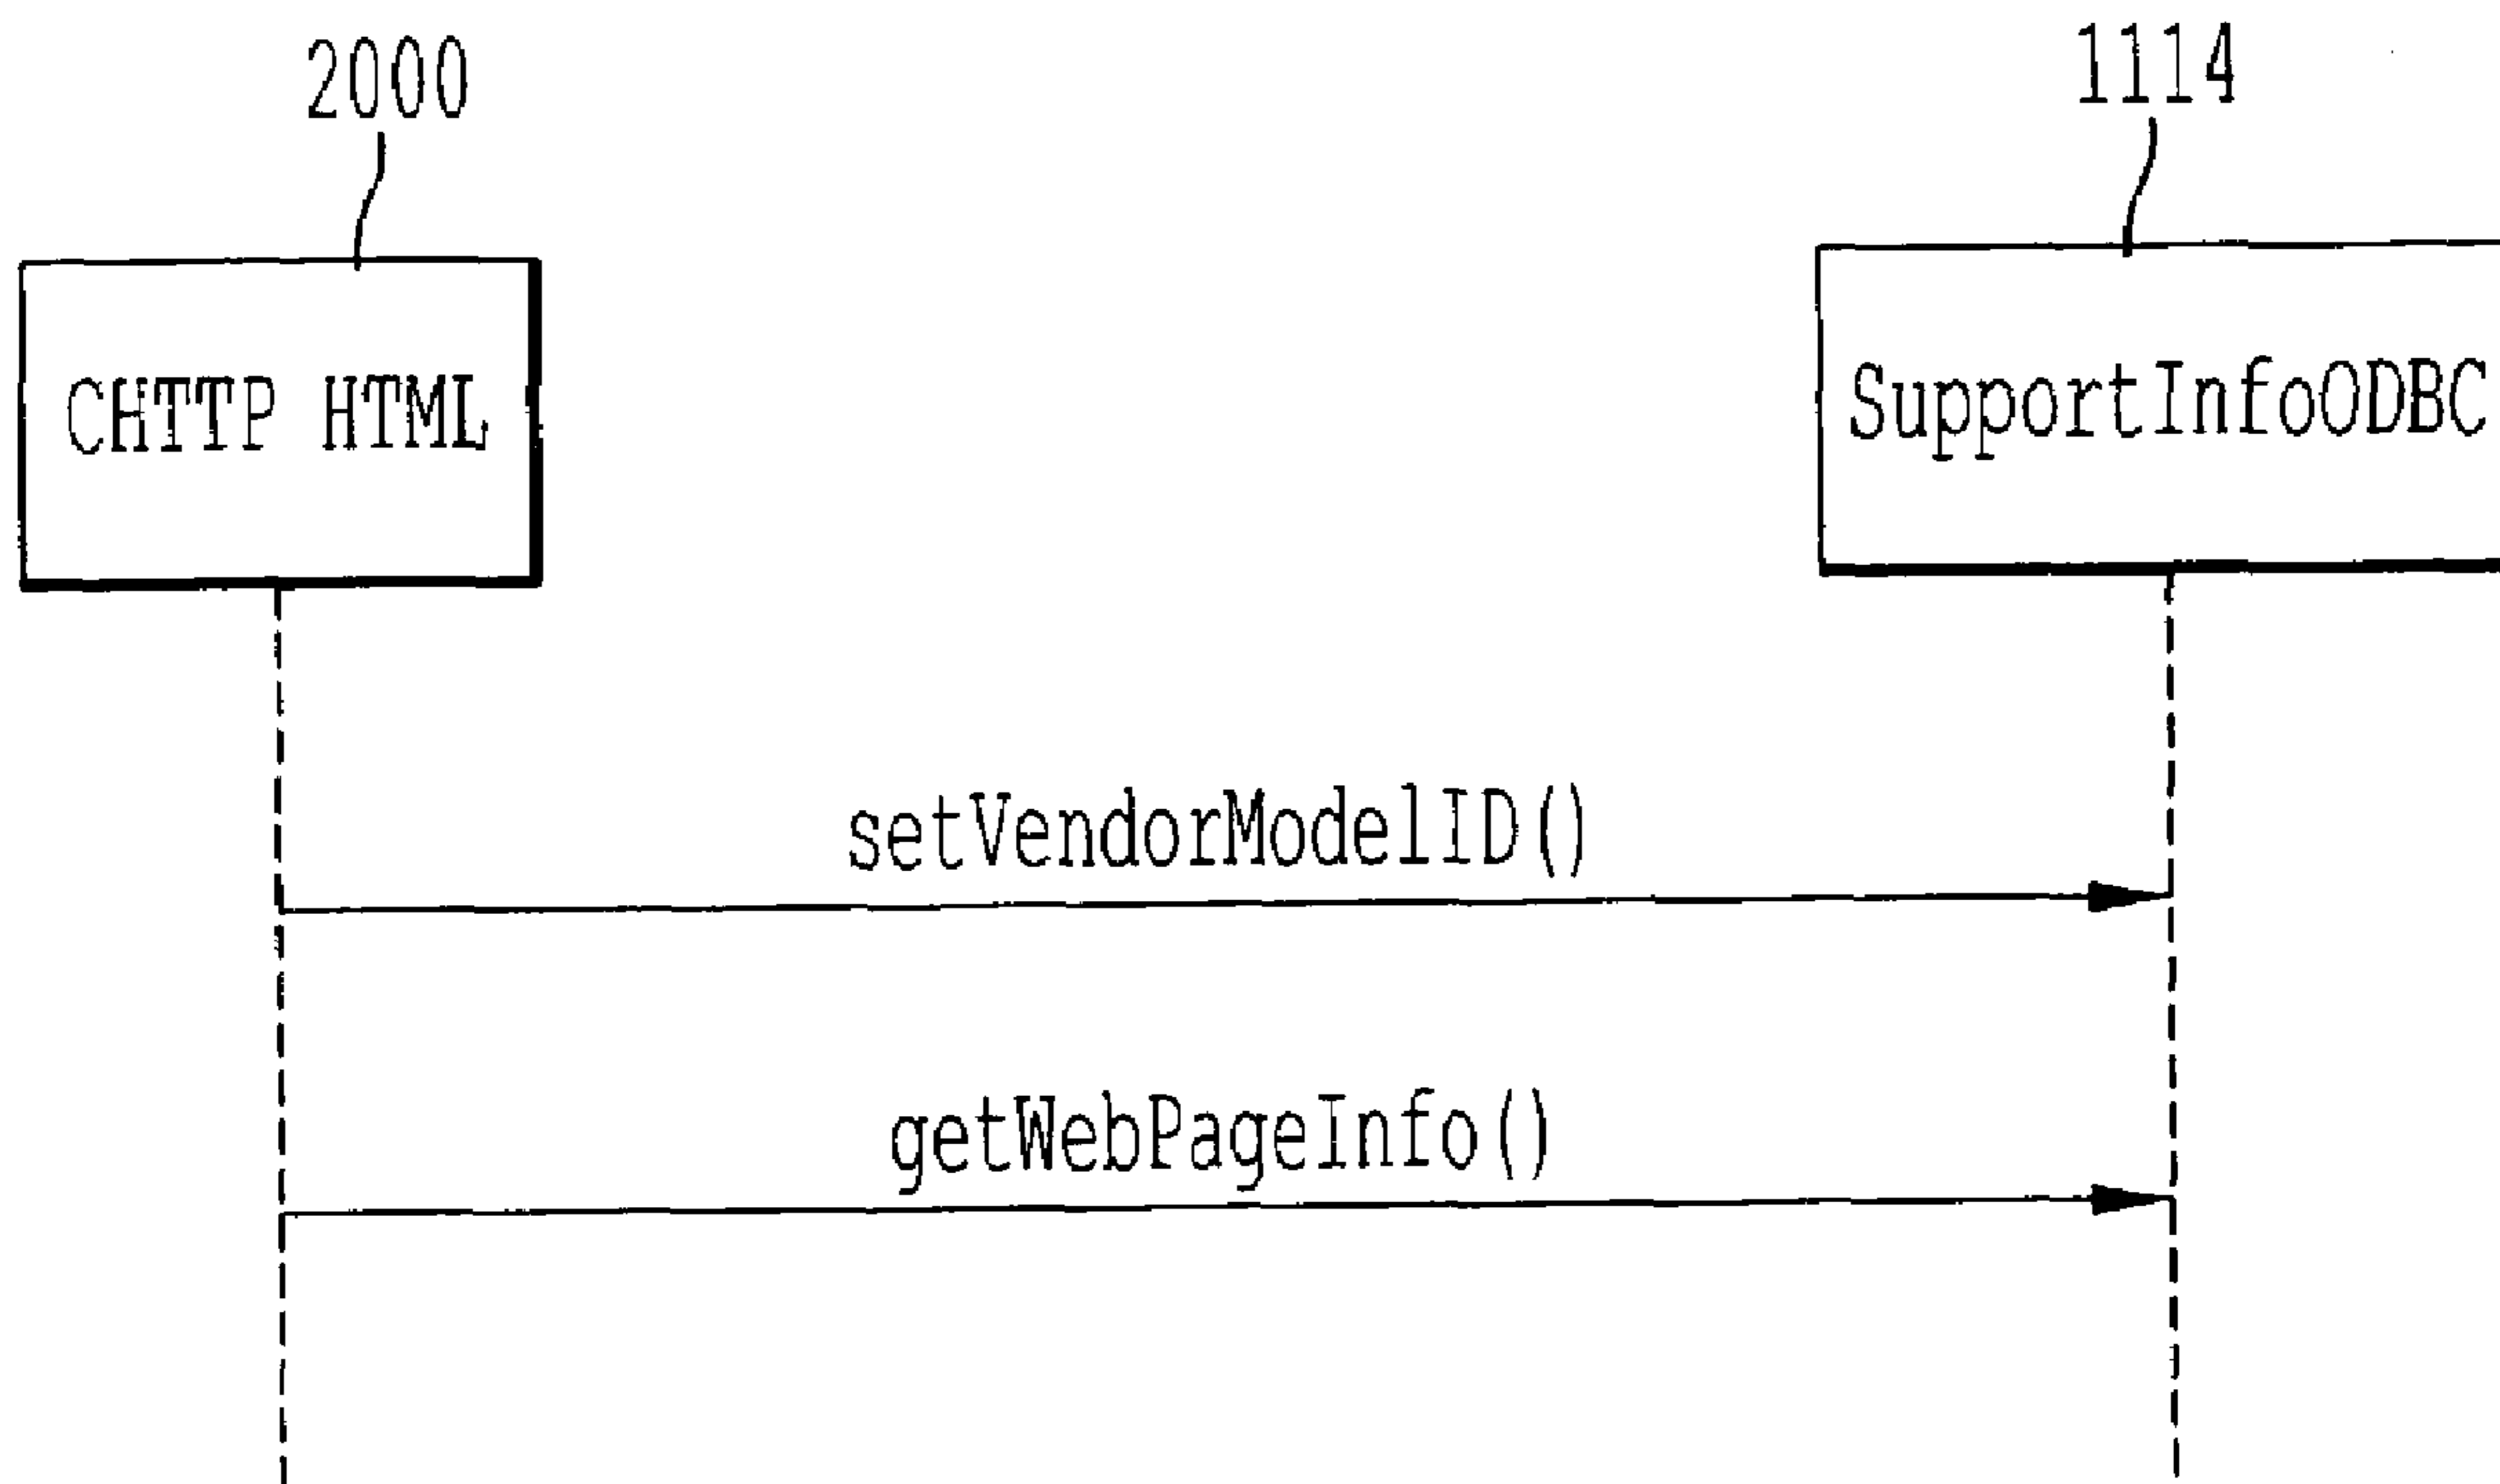 2000
1114
CHTTP HTML
SupportInfoODBC
setVendorModelID()
getWebPageInfo()